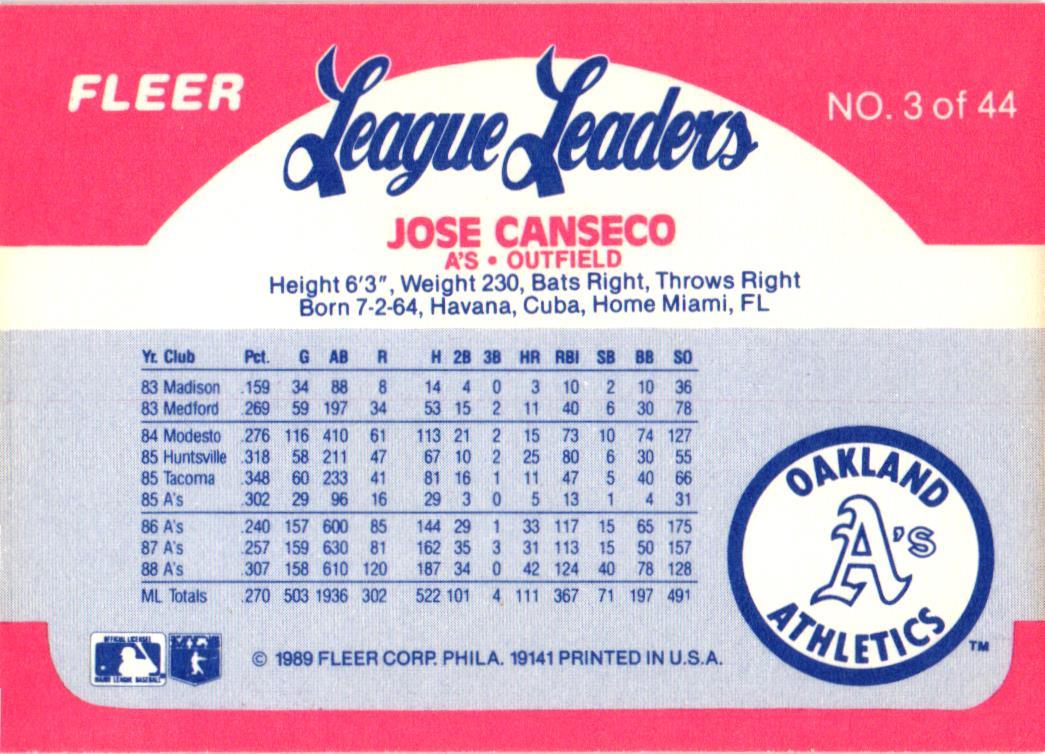 FLEER
League Leaders
NO. 3 of 44
JOSE CANSECO
A'S • OUTFIELD
Height 6'3", Weight 230, Bats Right, Throws Right
Born 7-2-64, Havana, Cuba, Home Miami, FL
Yr. Club Pct. G AB R H 2B 3B HR RBI SB BB SO
83 Madison .159 34 88 8 14 4 0 3 10 2 10 36
83 Medford .269 59 197 34 53 15 2 11 40 6 30 78
84 Modesto .276 116 410 61 113 21 2 15 73 10 74 127
85 Huntsville .318 58 211 47 67 10 2 25 80 6 30 55
85 Tacoma .348 60 233 41 81 16 1 11 47 5 40 66
85 A's .302 29 96 16 29 3 0 5 13 1 4 31
86 A's .240 157 600 85 144 29 1 33 117 15 65 175
87 A's .257 159 630 81 162 35 3 31 113 15 50 157
88 A's .307 158 610 120 187 34 0 42 124 40 78 128
ML Totals .270 503 1936 302 522 101 4 111 367 71 197 491
OAKLAND
A's
ATHLETICS
TM
OFFICIAL LICENSEE
MAJOR LEAGUE BASEBALL
© 1989 FLEER CORP. PHILA. 19141 PRINTED IN U.S.A.